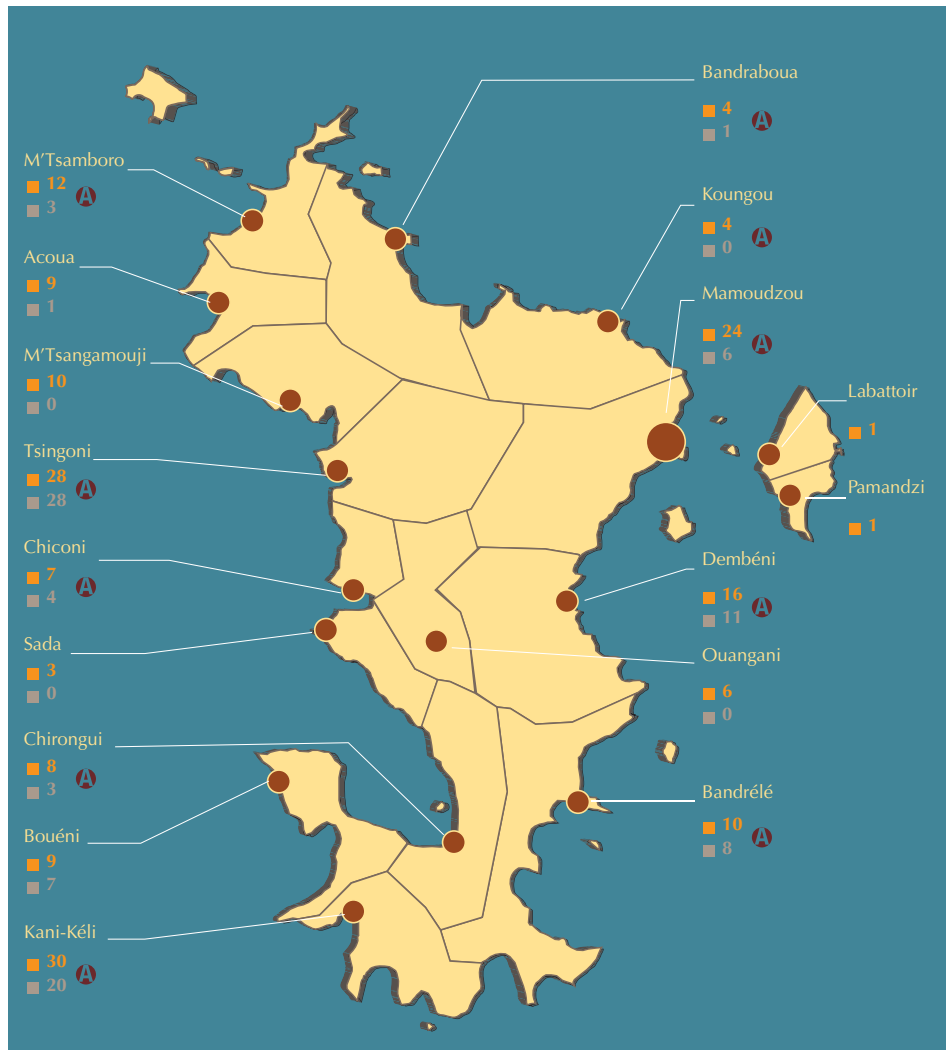 M'Tsamboro
12
3 A
Acoua
9
1
M'Tsangamouji
10
0
Tsingoni
28
28 A
Chiconi
7
4 A
Sada
3
0
Chirongui
8
3 A
Bouéni
9
7
Kani-Kéli
30
20 A
Bandraboua
4
1 A
Koungou
4
0 A
Mamoudzou
24
6 A
Labattoir
1
Pamandzi
1
Dembéni
16
11 A
Ouangani
6
0
Bandrélé
10
8 A